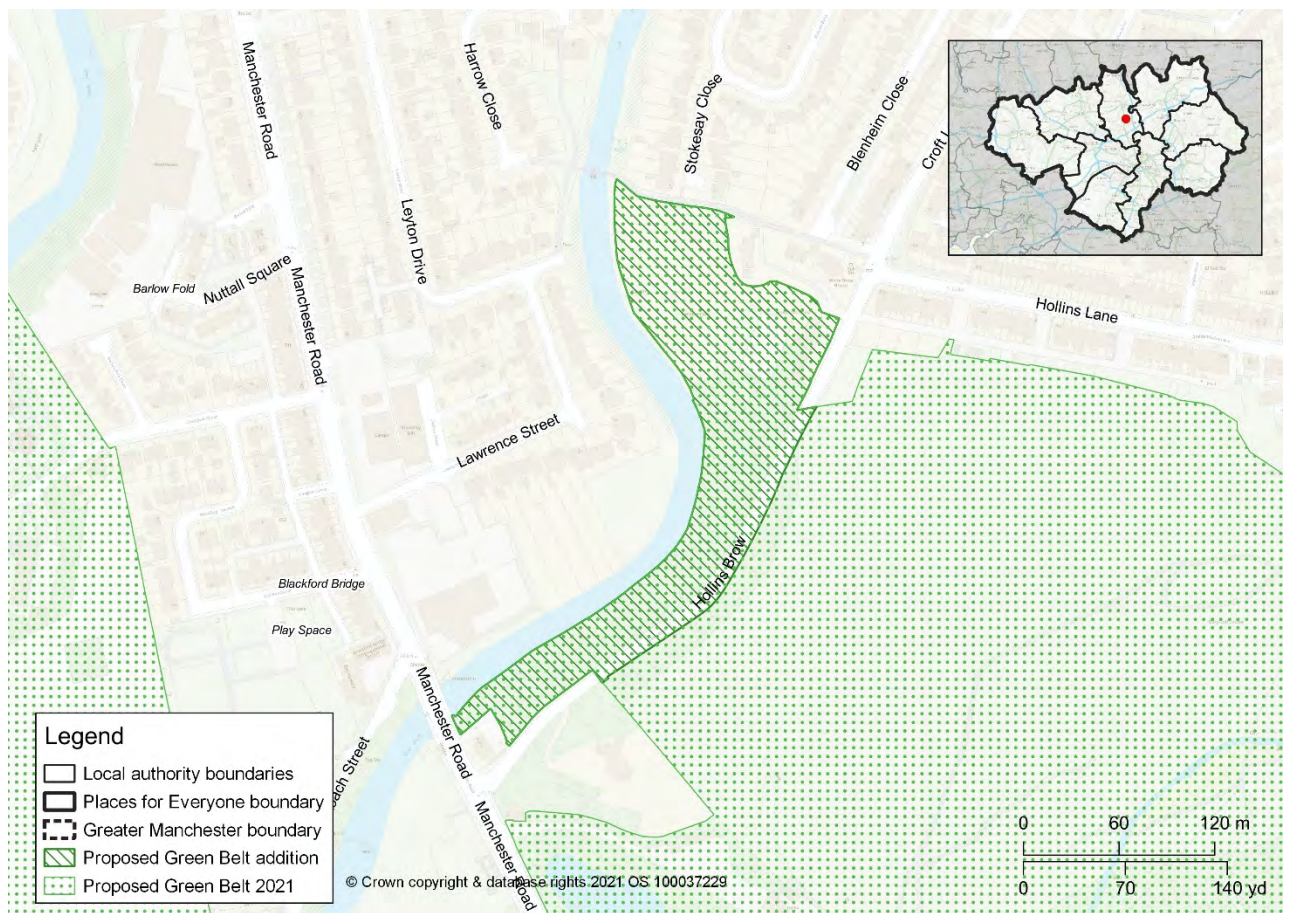 Manchester Road
Harrow Close
Stokesay Close
Blenheim Close
Croft L
Leyton Drive
Nuttall Square
Barlow Fold
Manchester Road
Hollins Lane
Lawrence Street
Hollins Brow
Blackford Bridge
Play Space
Manchester Road
ach Street
Manchester Road
Legend
Local authority boundaries
Places for Everyone boundary
Greater Manchester boundary
Proposed Green Belt addition
Proposed Green Belt 2021
© Crown copyright & database rights 2021 OS 100037229
0 60 120 m
0 70 140 yd